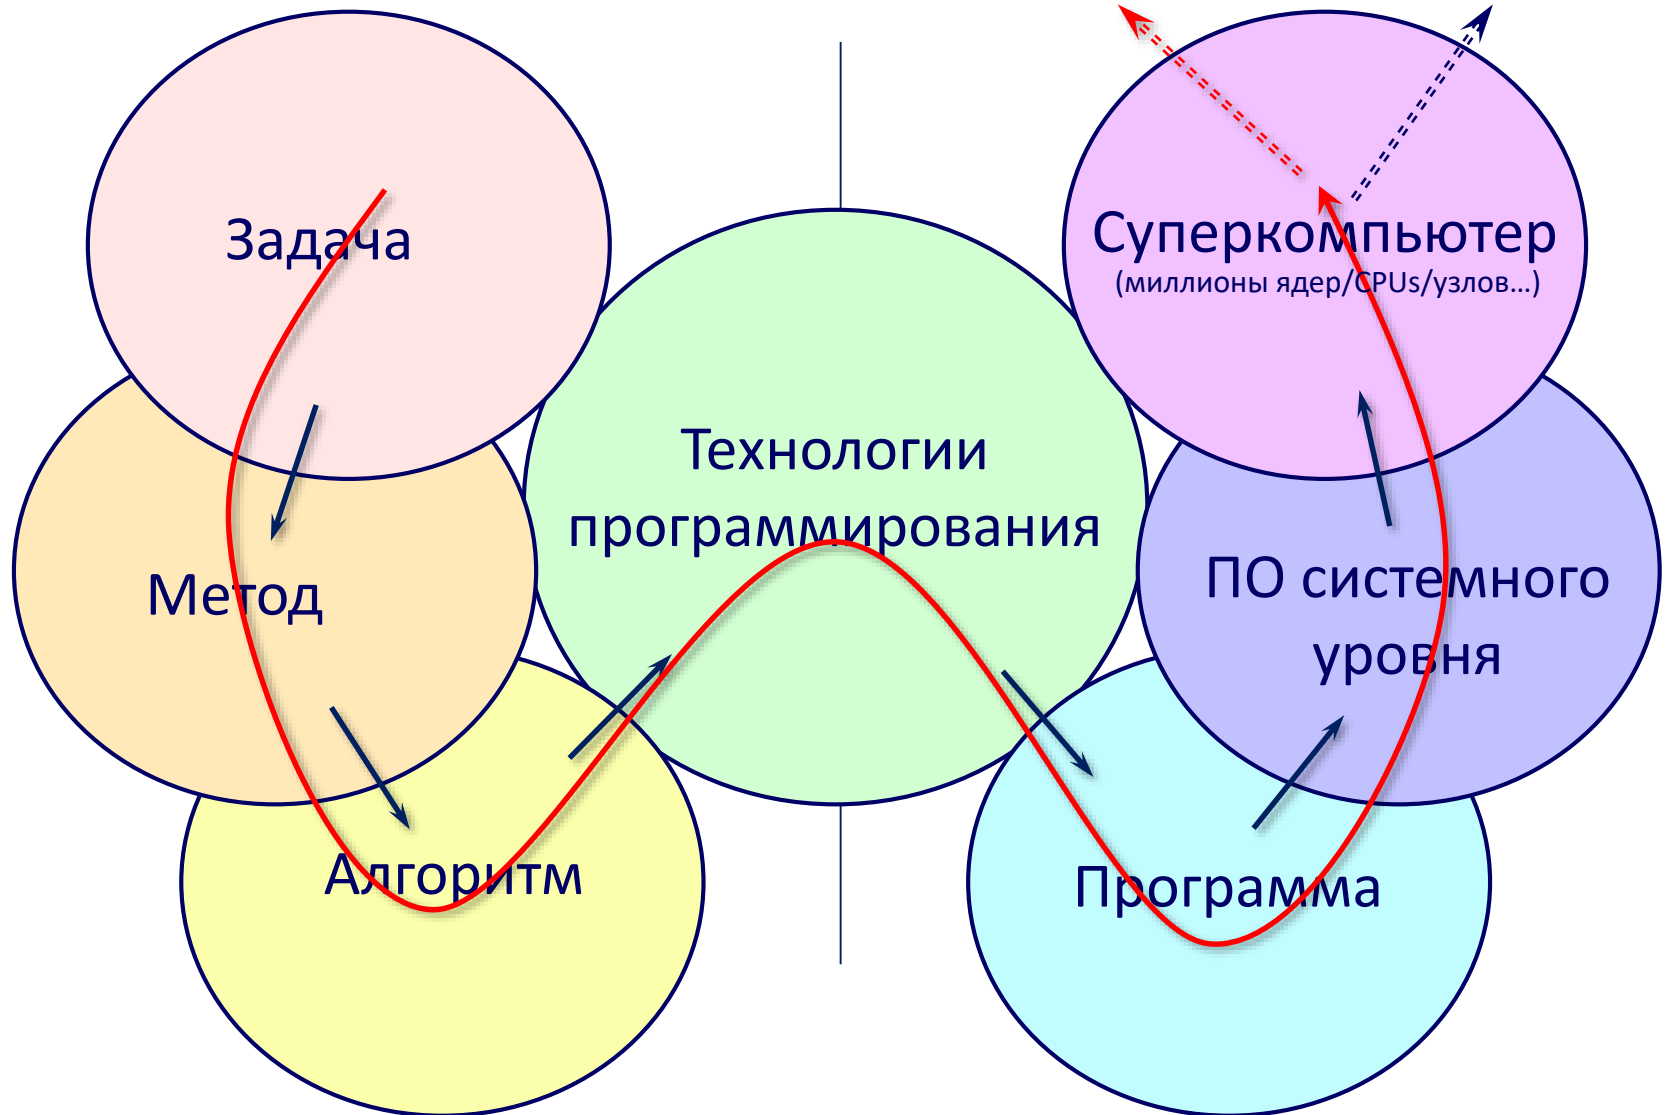 Задача
Метод
Алгоритм
Технологии
программирования
Программа
ПО системного
уровня
Суперкомпьютер
(миллионы ядер/CPUs/узлов...)